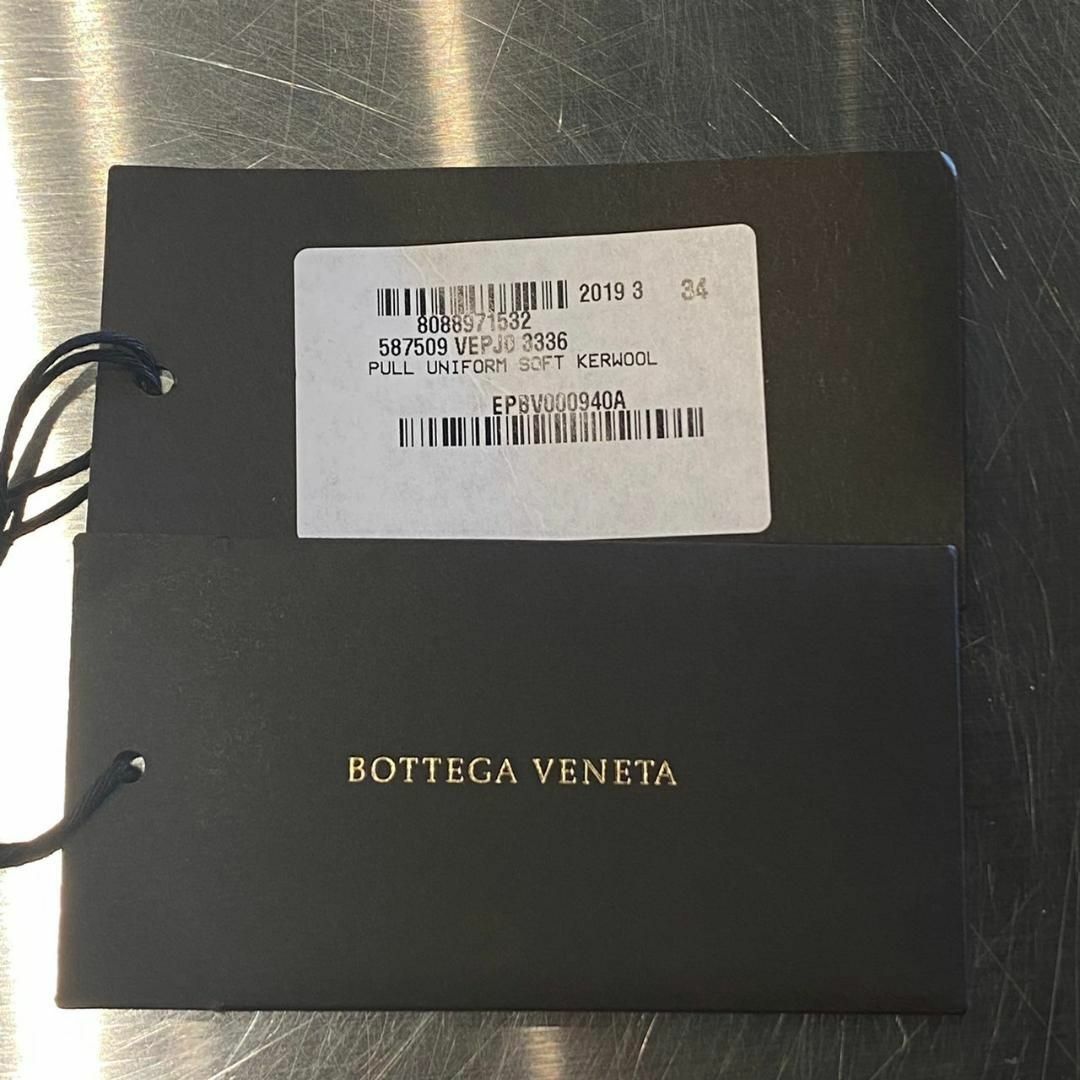 2019 3 34
8088971532
587509 VEPJ0 3336
PULL UNIFORM SOFT KERWOOL
EPBV000940A
BOTTEGA VENETA